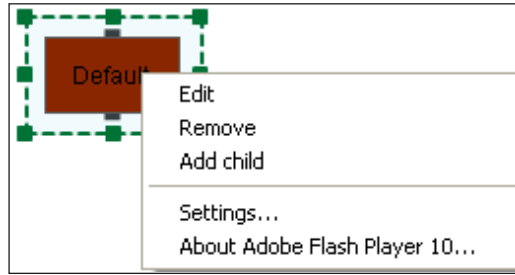 Default
Edit
Remove
Add child
Settings...
About Adobe Flash Player 10...